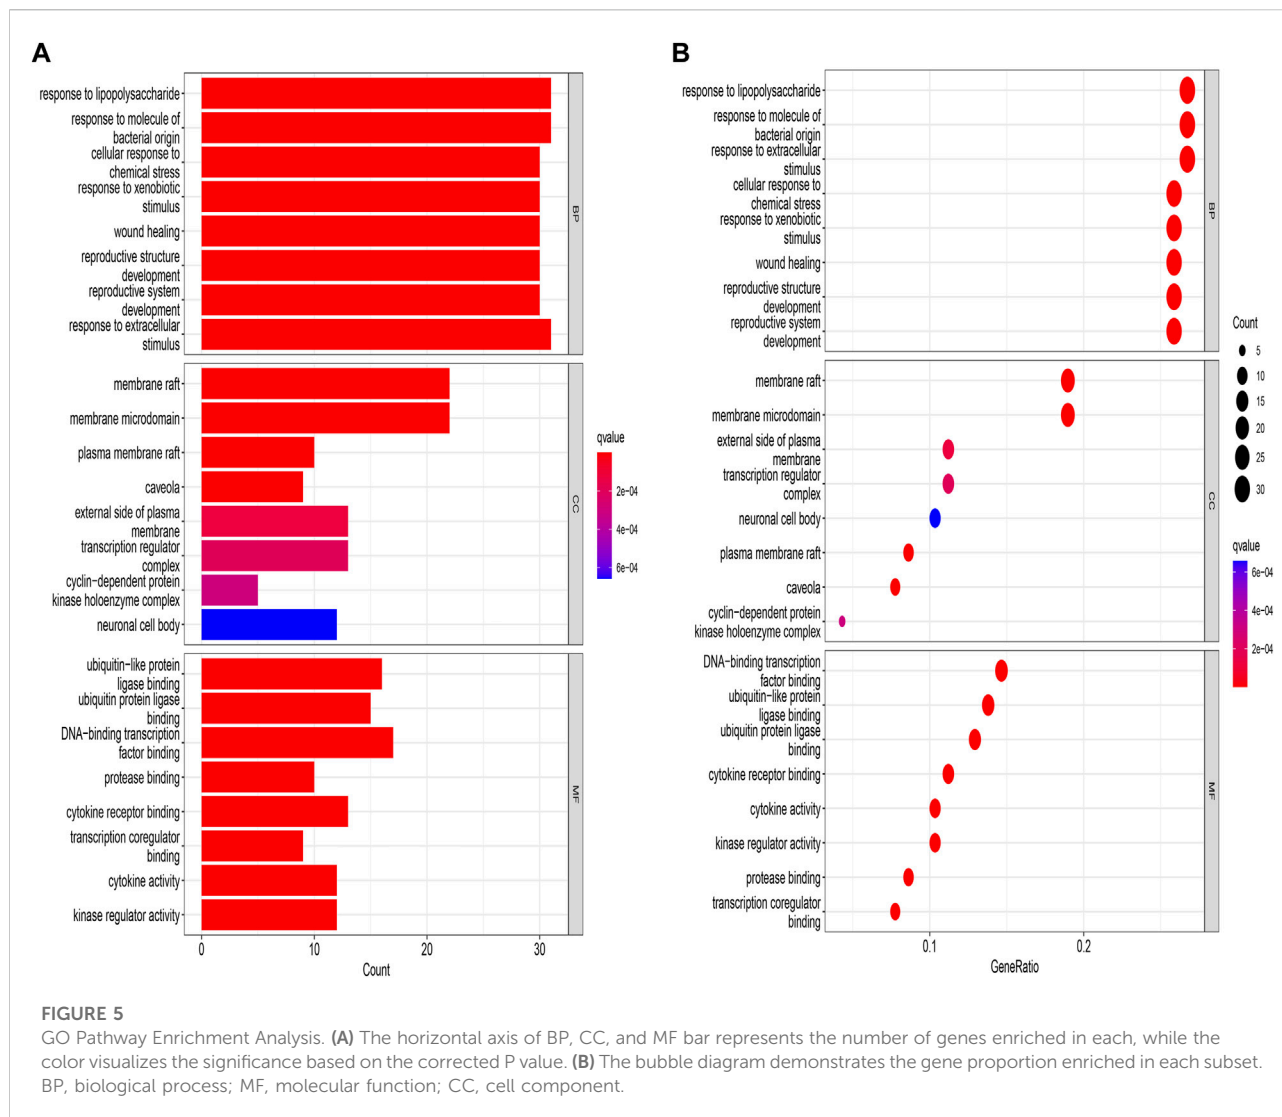 A
response to lipopolysaccharide
response to molecule of
bacterial origin
cellular response to
chemical stress
response to xenobiotic
stimulus
wound healing
reproductive structure
development
reproductive system
development
response to extracellular
stimulus
BP
membrane raft
membrane microdomain
plasma membrane raft
caveola
external side of plasma
membrane
transcription regulator
complex
cyclin-dependent protein
kinase holoenzyme complex
neuronal cell body
CC
ubiquitin-like protein
ligase binding
ubiquitin protein ligase
binding
DNA-binding transcription
factor binding
protease binding
cytokine receptor binding
transcription coregulator
binding
cytokine activity
kinase regulator activity
MF
0 10 20 30
Count
qvalue
2e-04
4e-04
6e-04
B
response to lipopolysaccharide
response to molecule of
bacterial origin
response to extracellular
stimulus
cellular response to
chemical stress
response to xenobiotic
stimulus
wound healing
reproductive structure
development
reproductive system
development
BP
membrane raft
membrane microdomain
external side of plasma
membrane
transcription regulator
complex
neuronal cell body
plasma membrane raft
caveola
cyclin-dependent protein
kinase holoenzyme complex
CC
DNA-binding transcription
factor binding
ubiquitin-like protein
ligase binding
ubiquitin protein ligase
binding
cytokine receptor binding
cytokine activity
kinase regulator activity
protease binding
transcription coregulator
binding
MF
0.1 0.2
GeneRatio
Count
5
10
15
20
25
30
qvalue
6e-04
4e-04
2e-04
FIGURE 5
GO Pathway Enrichment Analysis. (A) The horizontal axis of BP, CC, and MF bar represents the number of genes enriched in each, while the
color visualizes the significance based on the corrected P value. (B) The bubble diagram demonstrates the gene proportion enriched in each subset.
BP, biological process; MF, molecular function; CC, cell component.